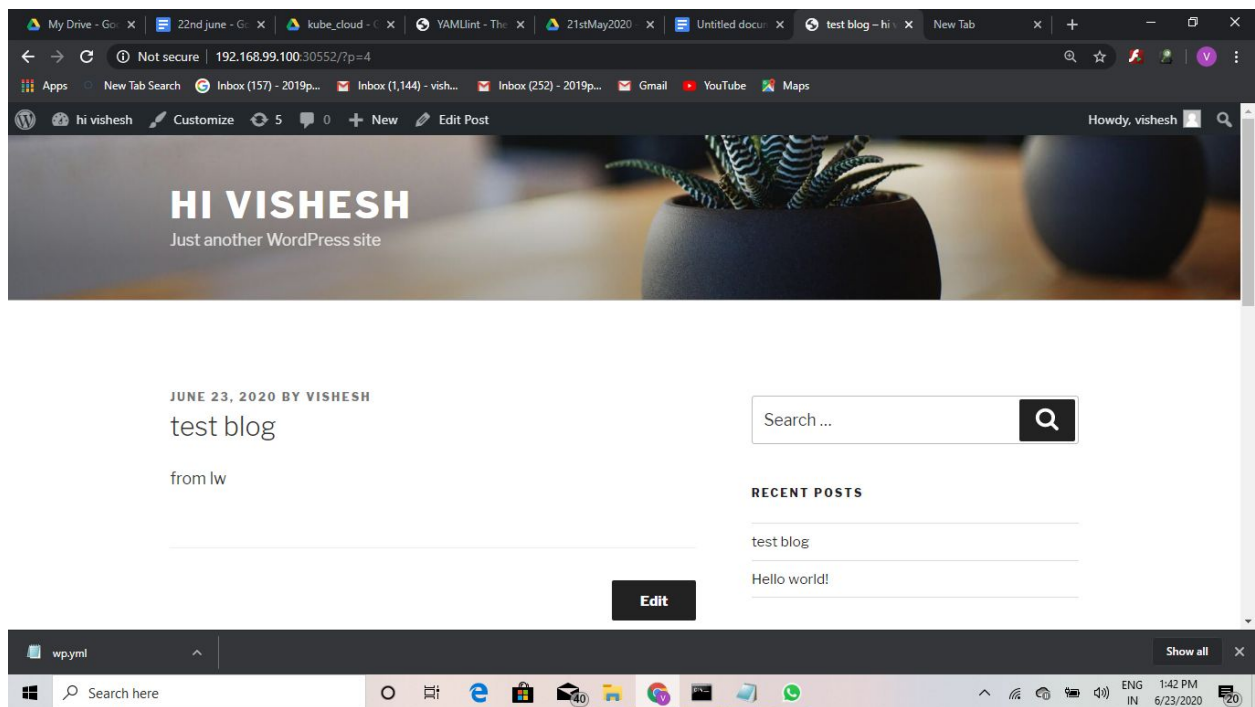 My Drive - Goo
22nd june - Go
kube_cloud - G
YAMLlint - The
21stMay2020 -
Untitled docum
test blog – hi v
New Tab
Not secure | 192.168.99.100:30552/?p=4
V
Apps
New Tab Search
Inbox (157) - 2019p...
Inbox (1,144) - vish...
Inbox (252) - 2019p...
Gmail
YouTube
Maps
hi vishesh
Customize
5
0
New
Edit Post
Howdy, vishesh
HI VISHESH
Just another WordPress site
JUNE 23, 2020 BY VISHESH
test blog
from lw
Edit
Search ...
RECENT POSTS
test blog
Hello world!
wp.yml
Show all
Search here
40
V
ENG
IN
1:42 PM
6/23/2020
20